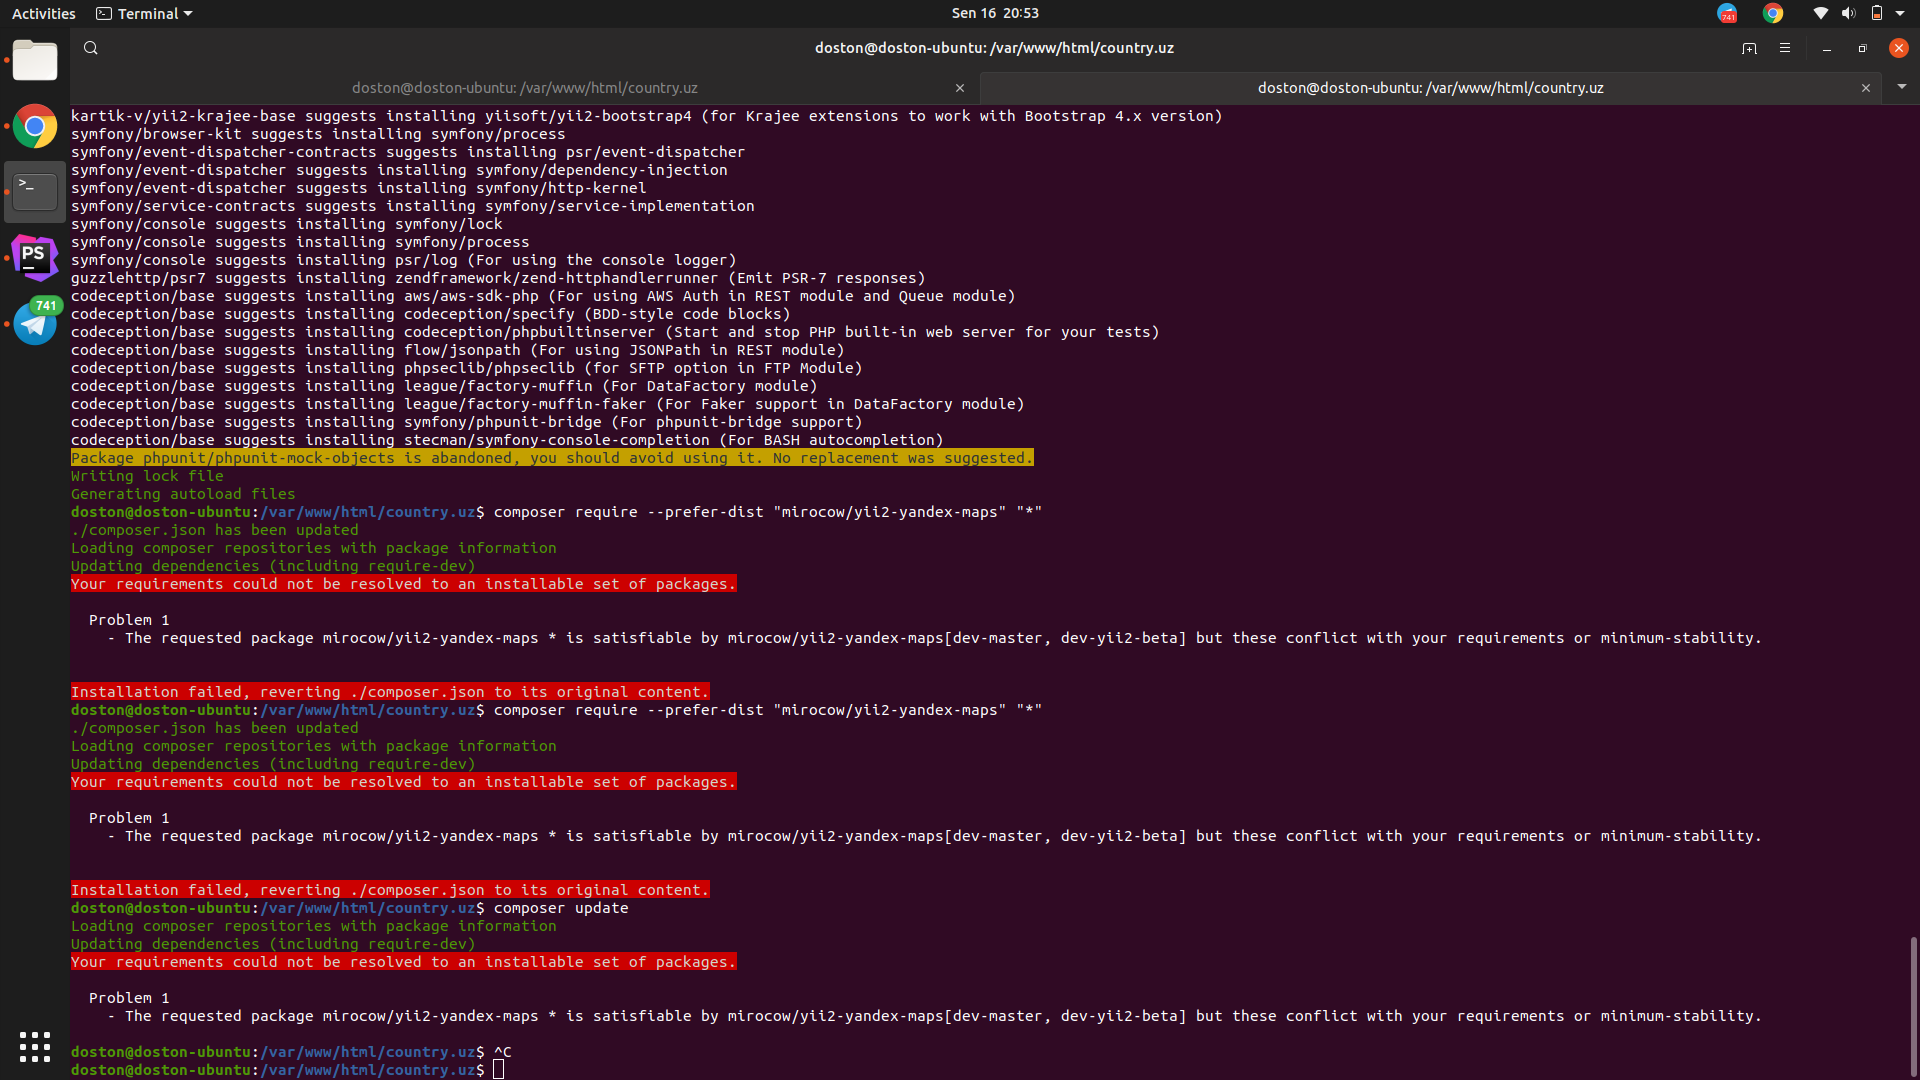 Activities
Terminal
Sen 16 20:53
741
doston@doston-ubuntu: /var/www/html/country.uz
doston@doston-ubuntu: /var/www/html/country.uz
doston@doston-ubuntu: /var/www/html/country.uz
PS
741
kartik-v/yii2-krajee-base suggests installing yiisoft/yii2-bootstrap4 (for Krajee extensions to work with Bootstrap 4.x version)
symfony/browser-kit suggests installing symfony/process
symfony/event-dispatcher-contracts suggests installing psr/event-dispatcher
symfony/event-dispatcher suggests installing symfony/dependency-injection
symfony/event-dispatcher suggests installing symfony/http-kernel
symfony/service-contracts suggests installing symfony/service-implementation
symfony/console suggests installing symfony/lock
symfony/console suggests installing symfony/process
symfony/console suggests installing psr/log (For using the console logger)
guzzlehttp/psr7 suggests installing zendframework/zend-httphandlerrunner (Emit PSR-7 responses)
codeception/base suggests installing aws/aws-sdk-php (For using AWS Auth in REST module and Queue module)
codeception/base suggests installing codeception/specify (BDD-style code blocks)
codeception/base suggests installing codeception/phpbuiltinserver (Start and stop PHP built-in web server for your tests)
codeception/base suggests installing flow/jsonpath (For using JSONPath in REST module)
codeception/base suggests installing phpseclib/phpseclib (for SFTP option in FTP Module)
codeception/base suggests installing league/factory-muffin (For DataFactory module)
codeception/base suggests installing league/factory-muffin-faker (For Faker support in DataFactory module)
codeception/base suggests installing symfony/phpunit-bridge (For phpunit-bridge support)
codeception/base suggests installing stecman/symfony-console-completion (For BASH autocompletion)
Package phpunit/phpunit-mock-objects is abandoned, you should avoid using it. No replacement was suggested.
Writing lock file
Generating autoload files
doston@doston-ubuntu:/var/www/html/country.uz$ composer require --prefer-dist "mirocow/yii2-yandex-maps" "*"
./composer.json has been updated
Loading composer repositories with package information
Updating dependencies (including require-dev)
Your requirements could not be resolved to an installable set of packages.
Problem 1
- The requested package mirocow/yii2-yandex-maps * is satisfiable by mirocow/yii2-yandex-maps[dev-master, dev-yii2-beta] but these conflict with your requirements or minimum-stability.
Installation failed, reverting ./composer.json to its original content.
doston@doston-ubuntu:/var/www/html/country.uz$ composer require --prefer-dist "mirocow/yii2-yandex-maps" "*"
./composer.json has been updated
Loading composer repositories with package information
Updating dependencies (including require-dev)
Your requirements could not be resolved to an installable set of packages.
Problem 1
- The requested package mirocow/yii2-yandex-maps * is satisfiable by mirocow/yii2-yandex-maps[dev-master, dev-yii2-beta] but these conflict with your requirements or minimum-stability.
Installation failed, reverting ./composer.json to its original content.
doston@doston-ubuntu:/var/www/html/country.uz$ composer update
Loading composer repositories with package information
Updating dependencies (including require-dev)
Your requirements could not be resolved to an installable set of packages.
Problem 1
- The requested package mirocow/yii2-yandex-maps * is satisfiable by mirocow/yii2-yandex-maps[dev-master, dev-yii2-beta] but these conflict with your requirements or minimum-stability.
doston@doston-ubuntu:/var/www/html/country.uz$ ^C
doston@doston-ubuntu:/var/www/html/country.uz$